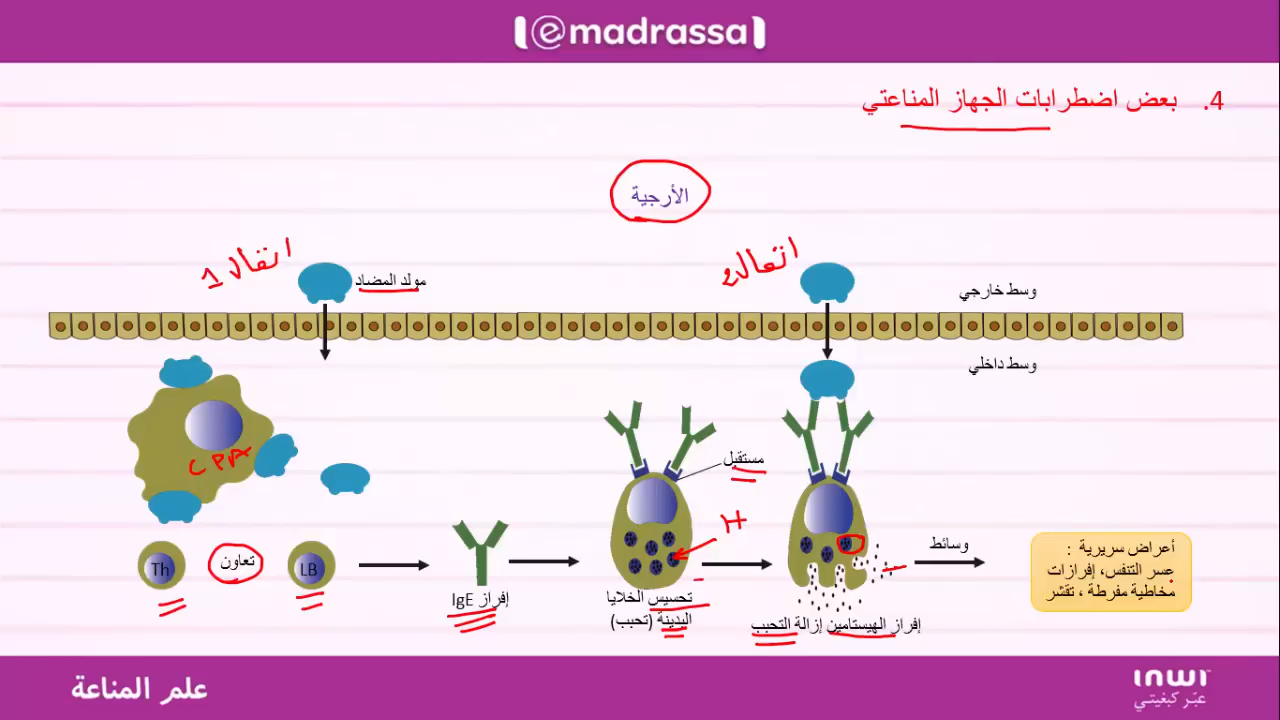 @madrassa
4. بعض اضطرابات الجهاز المناعتي
الأرجية
اتصال 1
اتصال 2
مولد المضاد
وسط خارجي
وسط داخلي
CPA
مستقبل
H
Th
تعاون
LB
إفراز IgE
تحسيس الخلايا
البدينة (تحبب)
إفراز الهيستامين إزالة التحبب
وسائط
أعراض سريرية :
عسر التنفس، إفرازات
مخاطية مفرطة ، تقشر
علم المناعة
inwi
عبّر كيفبغيتي